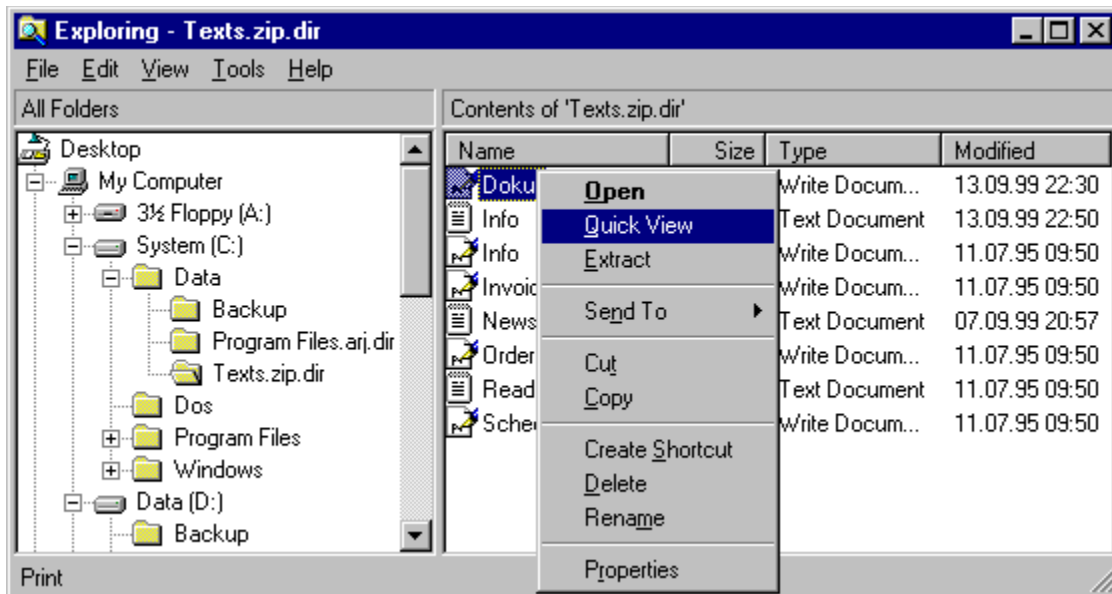 Exploring - Texts.zip.dir
File Edit View Tools Help
All Folders
Contents of 'Texts.zip.dir'
Desktop
My Computer
3½ Floppy (A:)
System (C:)
Data
Backup
Program Files.arj.dir
Texts.zip.dir
Dos
Program Files
Windows
Data (D:)
Backup
Name Size Type Modified
Doku Write Docum... 13.09.99 22:30
Info Text Document 13.09.99 22:50
Info Write Docum... 11.07.95 09:50
Invoic Write Docum... 11.07.95 09:50
News Text Document 07.09.99 20:57
Order Write Docum... 11.07.95 09:50
Read Text Document 11.07.95 09:50
Sche Write Docum... 11.07.95 09:50
Open
Quick View
Extract
Send To
Cut
Copy
Create Shortcut
Delete
Rename
Properties
Print